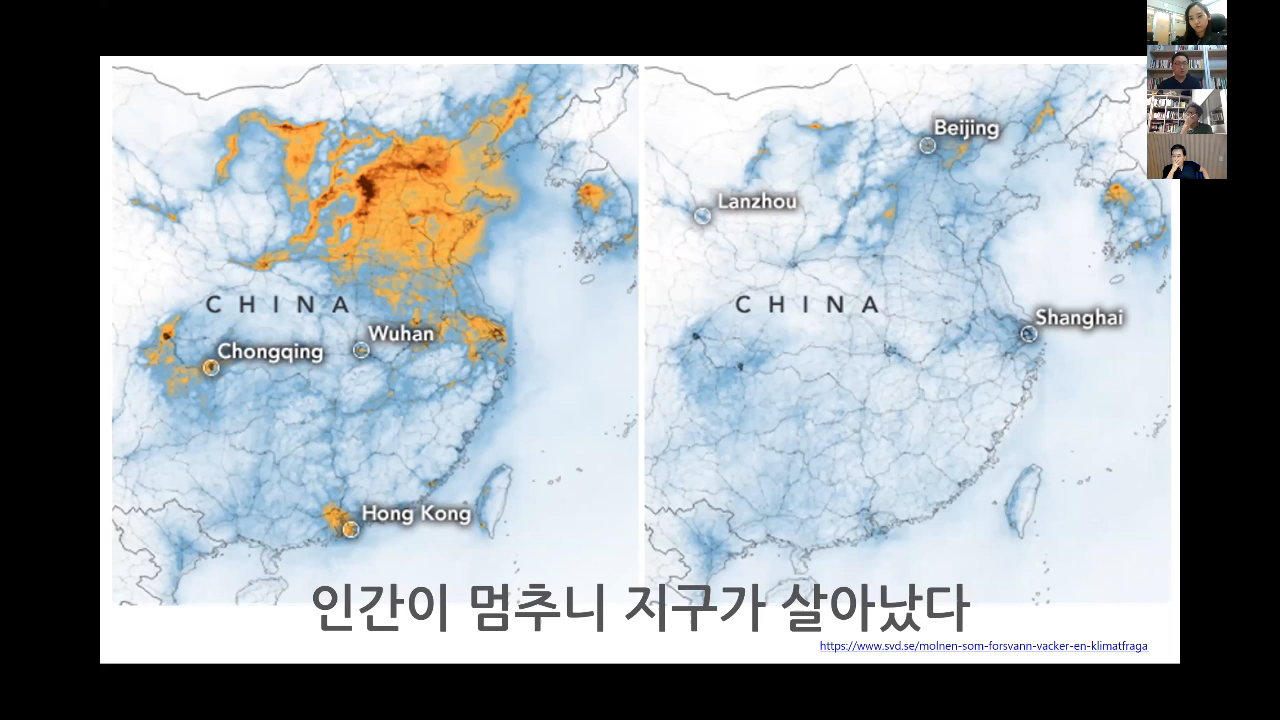 Beijing
Lanzhou
CHINA
CHINA
Wuhan
Shanghai
Chongqing
Hong Kong
인간이 멈추니 지구가 살아났다
https://www.svd.se/molnen-som-forsvann-vacker-en-klimatfraga